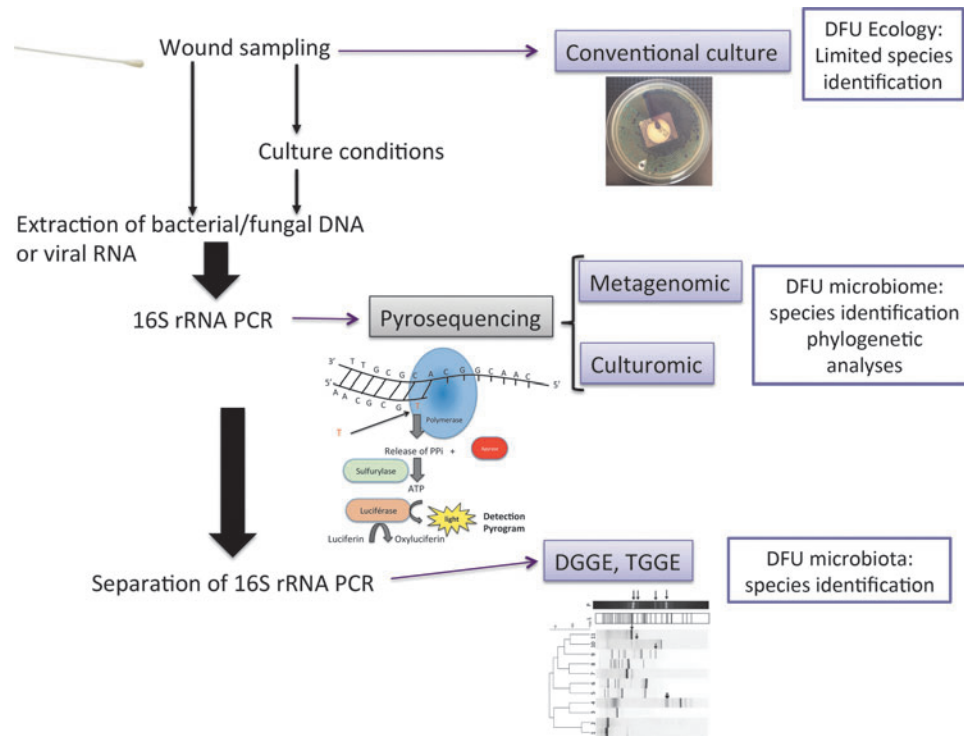 Wound sampling
Conventional culture
DFU Ecology:
Limited species
identification
Culture conditions
Extraction of bacterial/fungal DNA
or viral RNA
16S rRNA PCR
Pyrosequencing
Metagenomic
Culturomic
DFU microbiome:
species identification
phylogenetic
analyses
3' T T G C G C A C G G C A A C 5'
5' A A C G C G T
Polymerase
T
Release of PPi +
Sulfurylase
ATP
Luciférase
light
Detection
Pyrogram
Luciferin Oxyluciferin
Separation of 16S rRNA PCR
DGGE, TGGE
DFU microbiota:
species identification